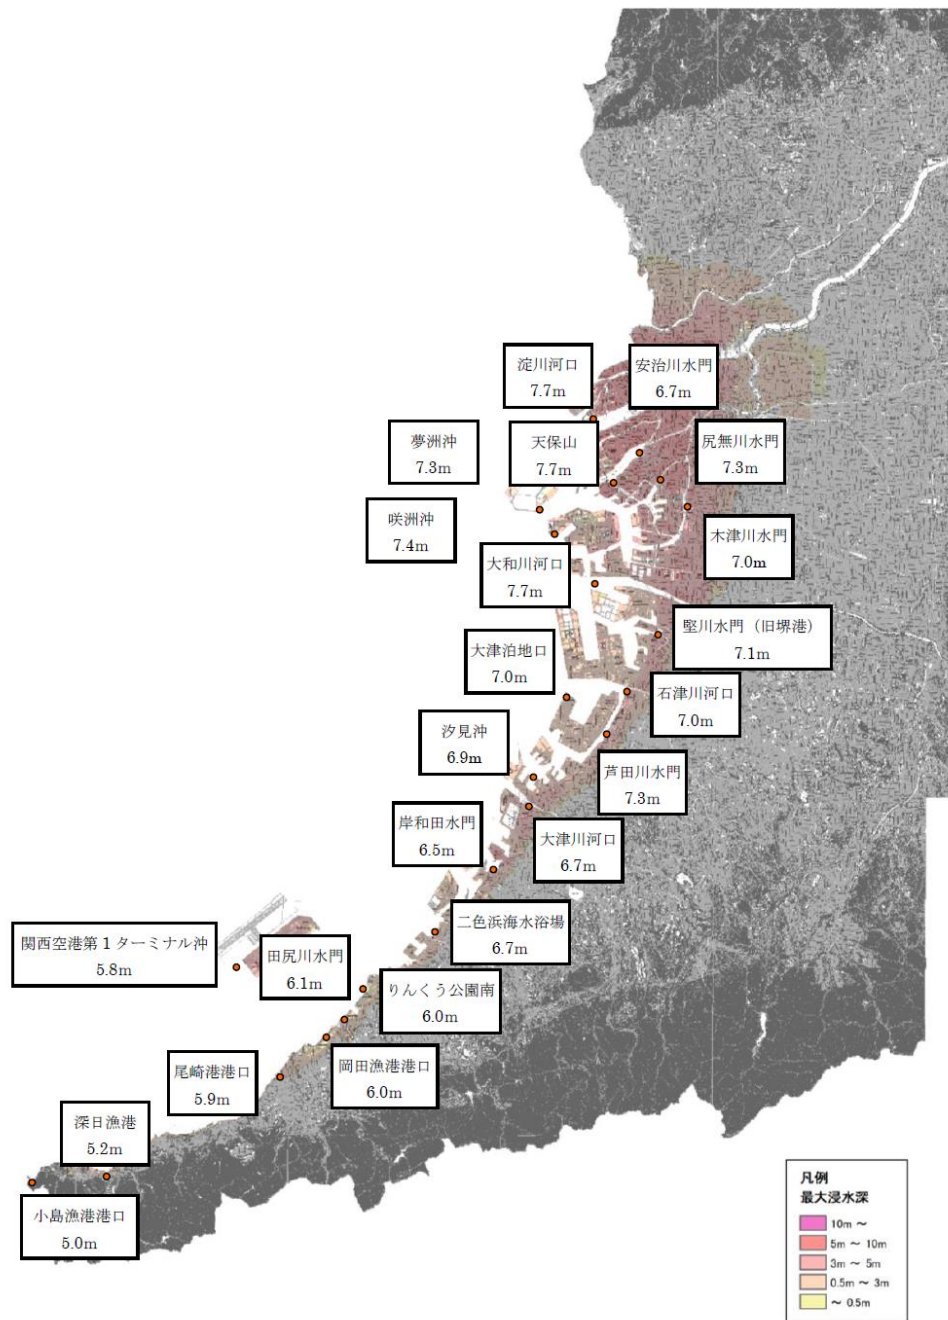 淀川河口
7.7m
安治川水門
6.7m
夢洲沖
7.3m
天保山
7.7m
尻無川水門
7.3m
咲洲沖
7.4m
木津川水門
7.0m
大和川河口
7.7m
竪川水門（旧堺港）
7.1m
大津泊地口
7.0m
石津川河口
7.0m
汐見沖
6.9m
芦田川水門
7.3m
岸和田水門
6.5m
大津川河口
6.7m
二色浜海水浴場
6.7m
関西空港第１ターミナル沖
5.8m
田尻川水門
6.1m
りんくう公園南
6.0m
岡田漁港港口
6.0m
尾崎港港口
5.9m
深日漁港
5.2m
小島漁港港口
5.0m
凡例
最大浸水深
10m ～
5m ～ 10m
3m ～ 5m
0.5m ～ 3m
～ 0.5m